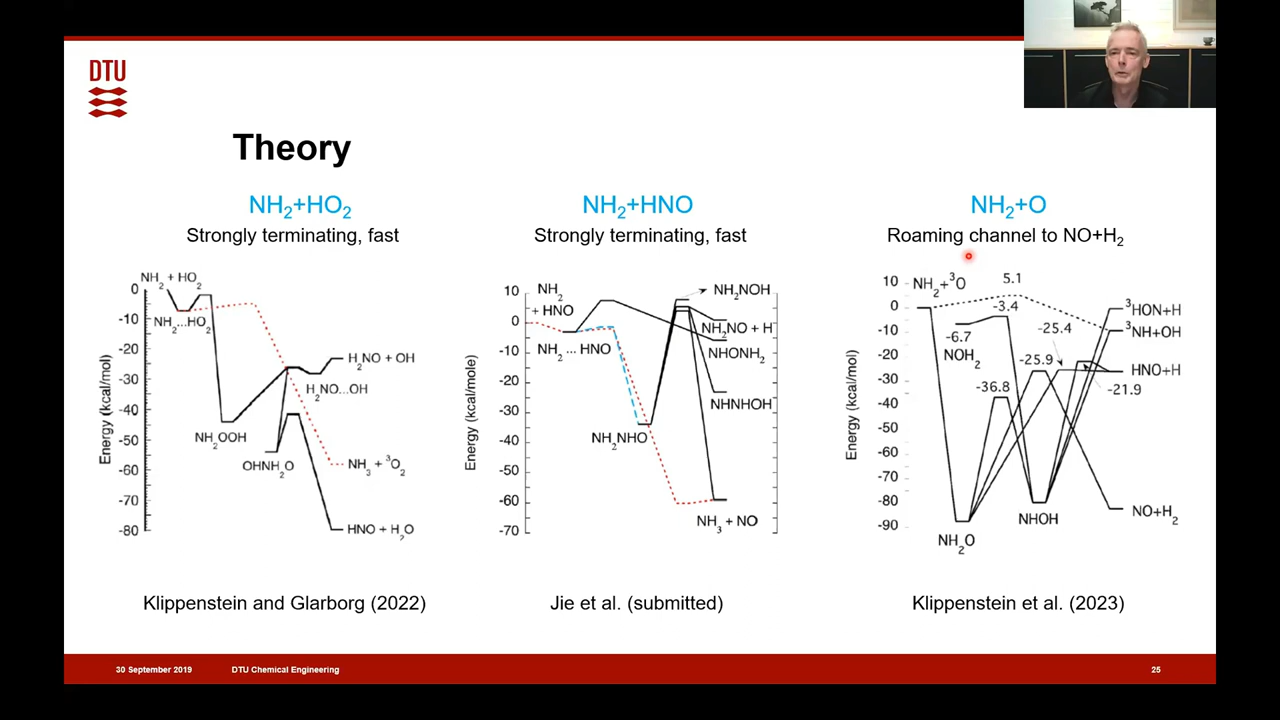 DTU
Theory
NH2+HO2
Strongly terminating, fast
0
-10
-20
-30
-40
-50
-60
-70
-80
Energy (kcal/mol)
NH2 + HO2
NH2...HO2
H2NO + OH
H2NO...OH
NH2OOH
OHNH2O
NH3 + 3O2
HNO + H2O
Klippenstein and Glarborg (2022)
NH2+HNO
Strongly terminating, fast
10
0
-10
-20
-30
-40
-50
-60
-70
Energy (kcal/mole)
NH2
+ HNO
NH2 ... HNO
NH2NOH
NH2NO + H
NHONH2
NHNHOH
NH2NHO
NH3 + NO
Jie et al. (submitted)
NH2+O
Roaming channel to NO+H2
10
0
-10
-20
-30
-40
-50
-60
-70
-80
-90
Energy (kcal/mol)
NH2+3O
5.1
-3.4
3HON+H
-6.7
-25.4
3NH+OH
NOH2
-25.9
HNO+H
-36.8
-21.9
NO+H2
NHOH
NH2O
Klippenstein et al. (2023)
30 September 2019
DTU Chemical Engineering
25